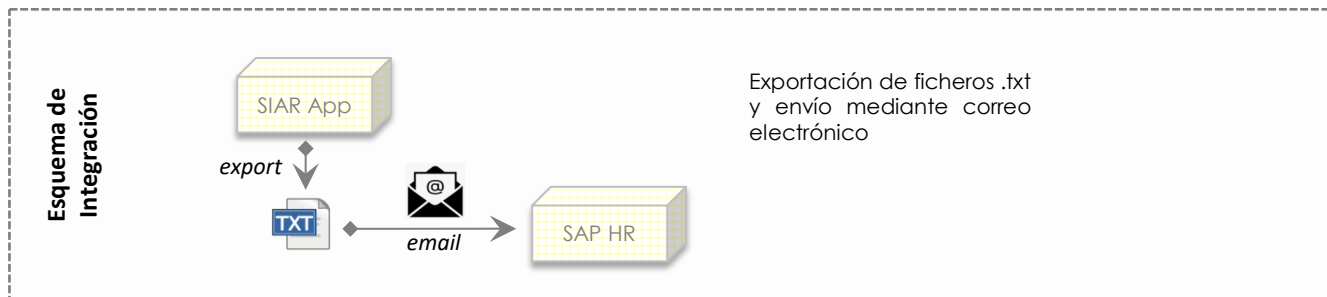 Esquema de
Integración
SIAR App
export
TXT
@
email
SAP HR
Exportación de ficheros .txt
y envío mediante correo
electrónico